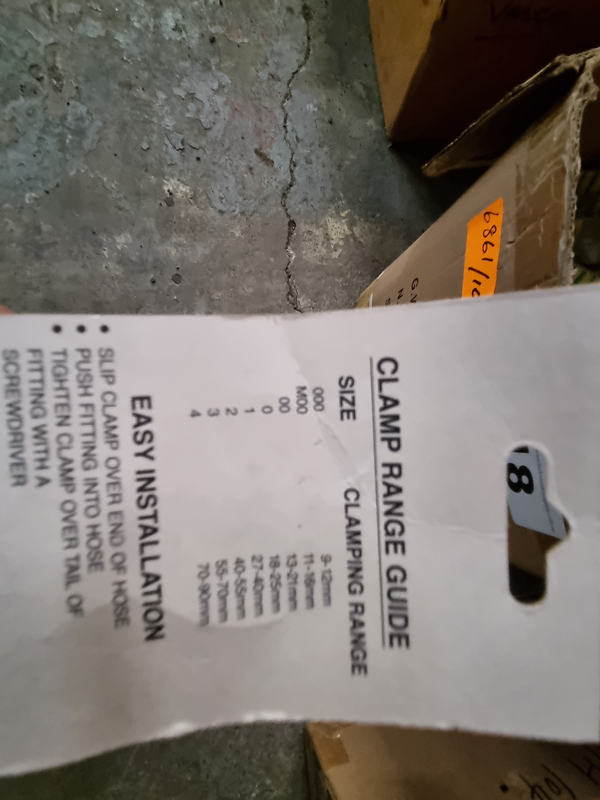 8
CLAMP RANGE GUIDE
SIZE CLAMPING RANGE
000 9-12mm
M00 11-16mm
00 13-21mm
0 18-25mm
1 27-40mm
2 40-55mm
3 55-70mm
4 70-90mm
EASY INSTALLATION
• SLIP CLAMP OVER END OF HOSE
• PUSH FITTING INTO HOSE
• TIGHTEN CLAMP OVER TAIL OF
FITTING WITH A
SCREWDRIVER